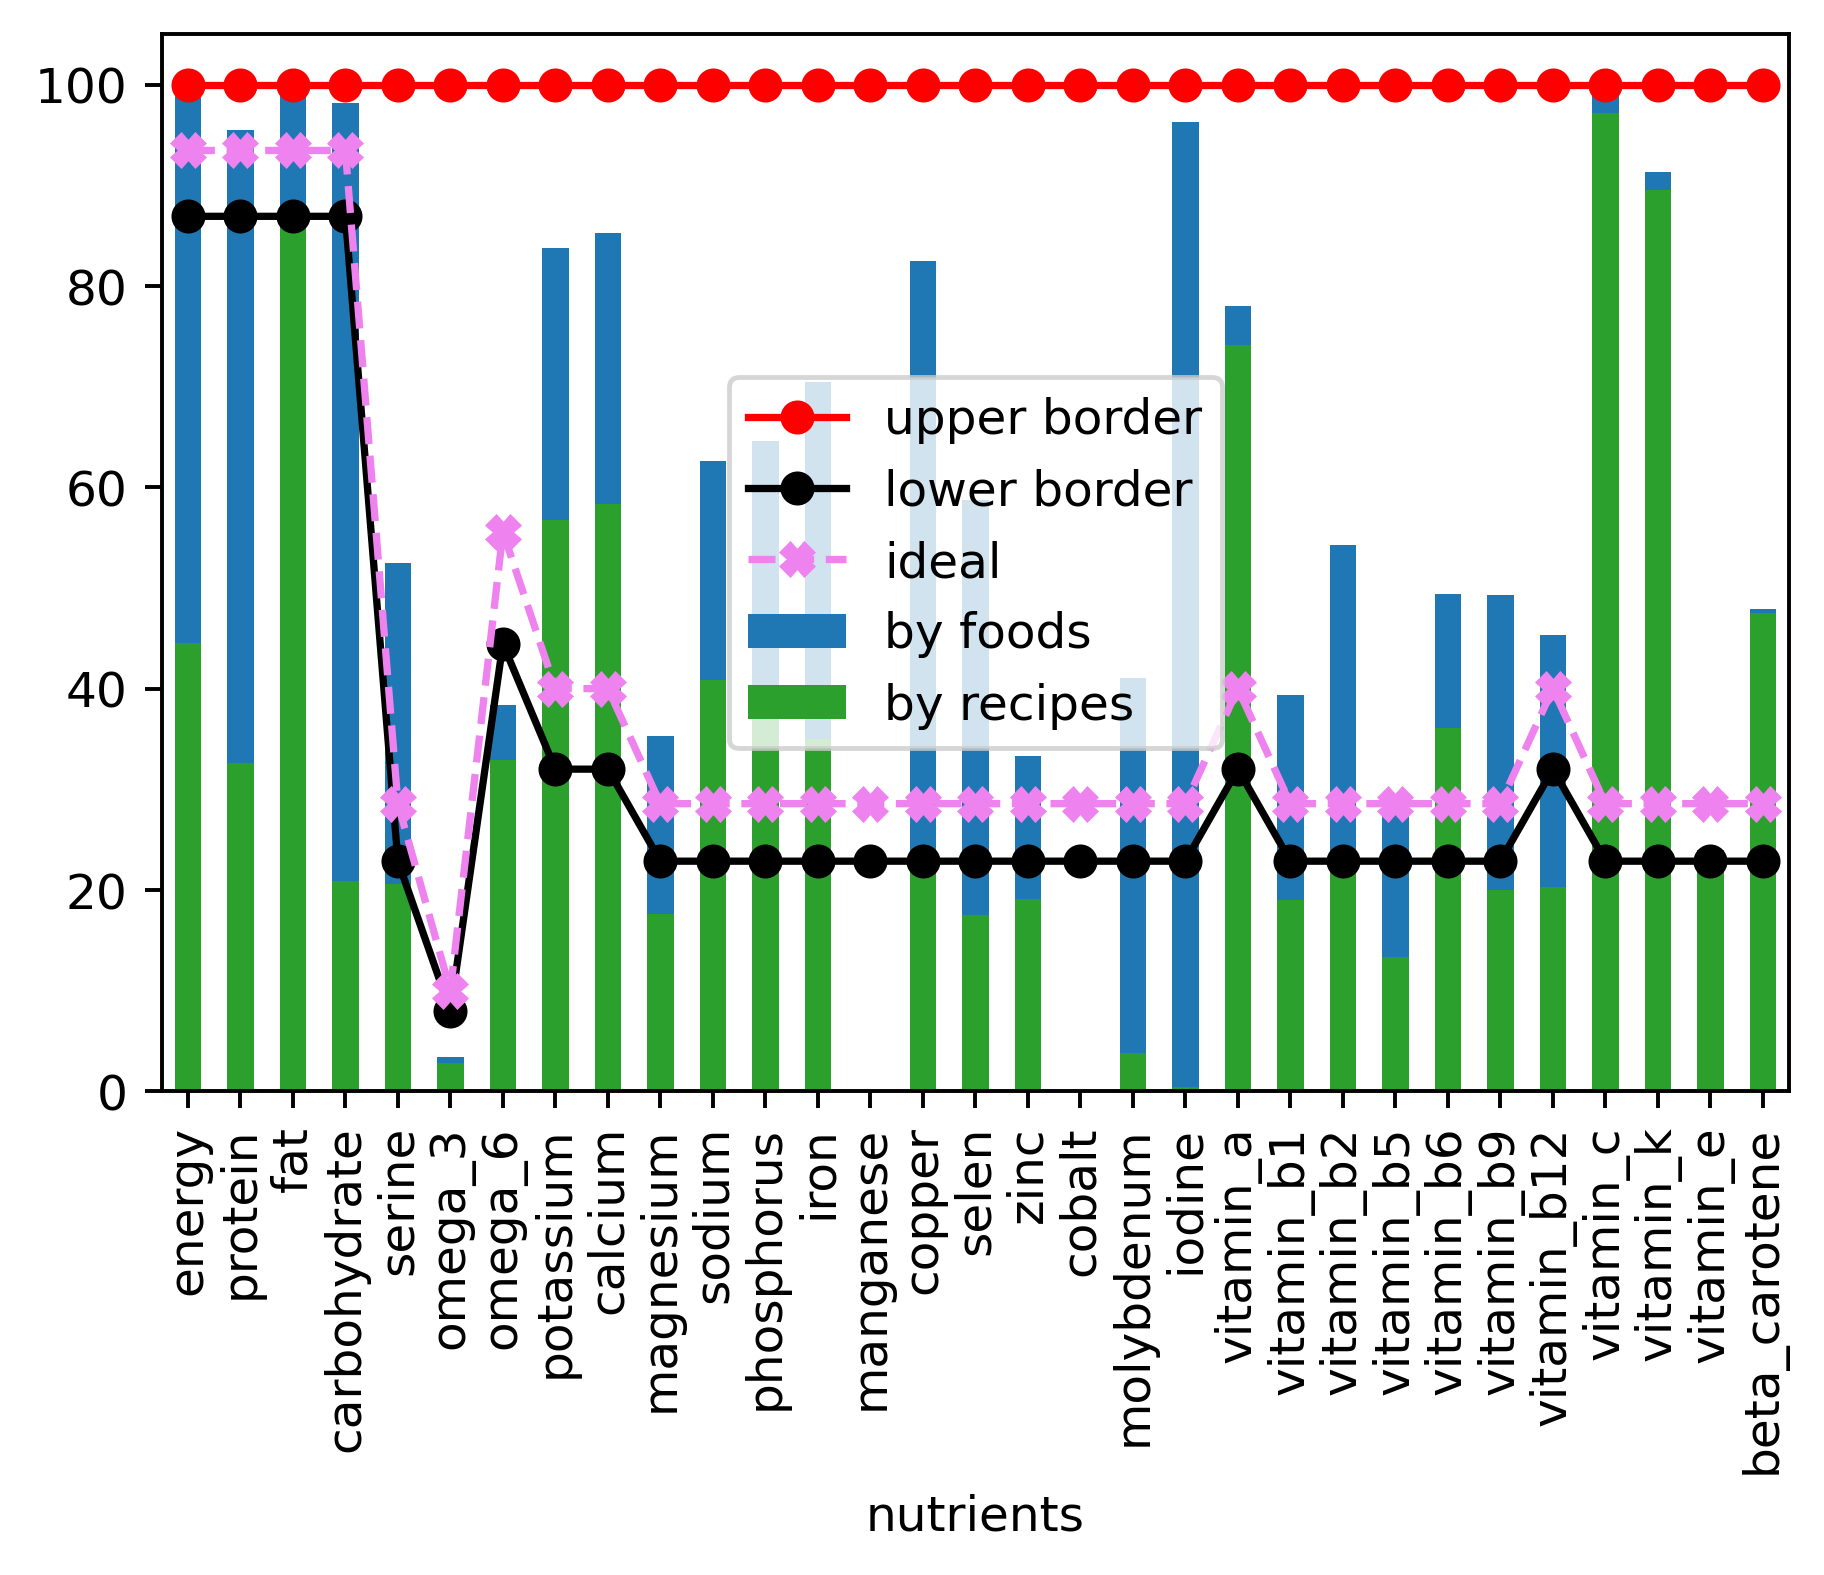 100
80
60
40
20
0
upper border
lower border
ideal
by foods
by recipes
energy
protein
fat
carbohydrate
serine
omega_3
omega_6
potassium
calcium
magnesium
sodium
phosphorus
iron
manganese
copper
selen
zinc
cobalt
molybdenum
iodine
vitamin_a
vitamin_b1
vitamin_b2
vitamin_b5
vitamin_b6
vitamin_b9
vitamin_b12
vitamin_c
vitamin_k
vitamin_e
beta_carotene
nutrients